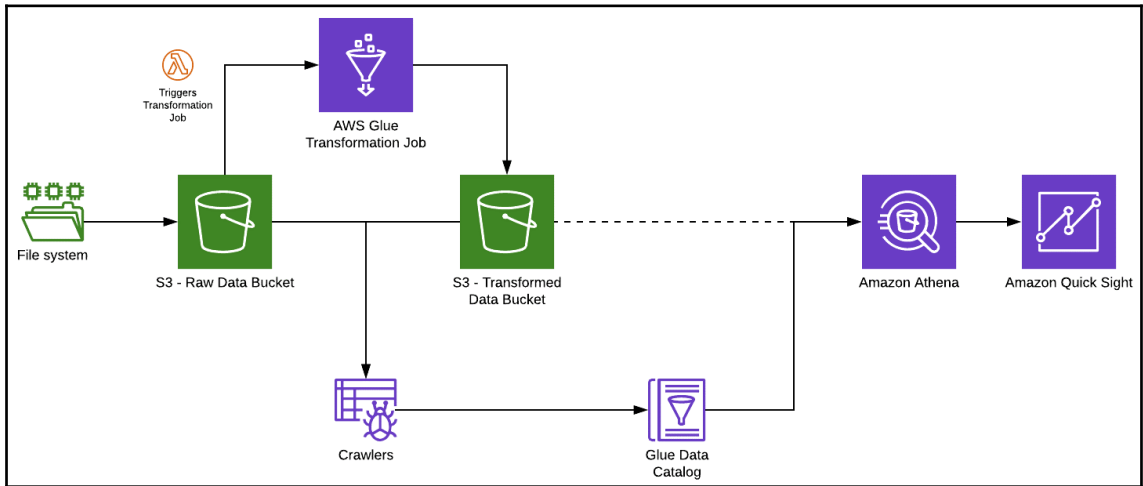 Triggers
Transformation
Job
AWS Glue
Transformation Job
File system
S3 - Raw Data Bucket
S3 - Transformed
Data Bucket
Amazon Athena
Amazon Quick Sight
Crawlers
Glue Data
Catalog